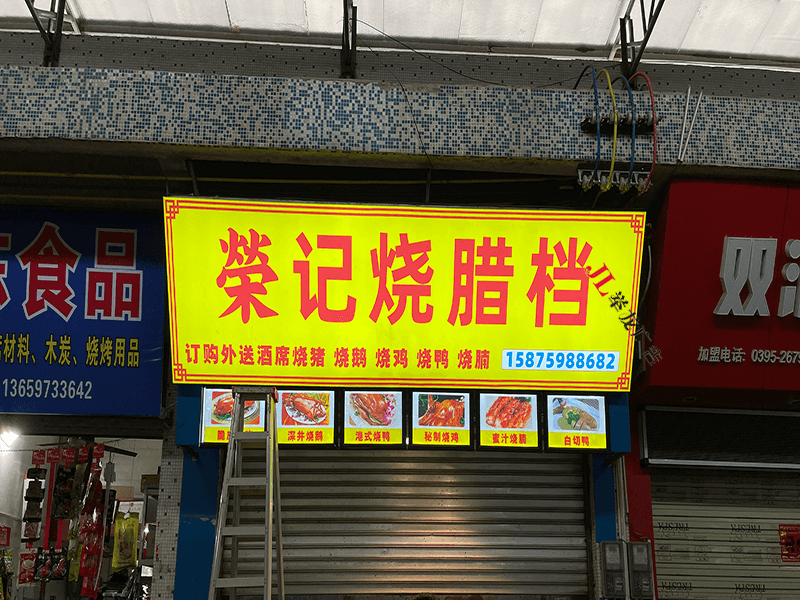 食品
材料、木炭、烧烤用品
13659733642
榮记烧腊档
订购外送酒席烧猪 烧鹅 烧鸡 烧鸭 烧腩
15875988682
深井烧鹅
港式烧鸭
秘制烧鸡
蜜汁烧腩
白切鸭
双
加盟电话: 0395-267